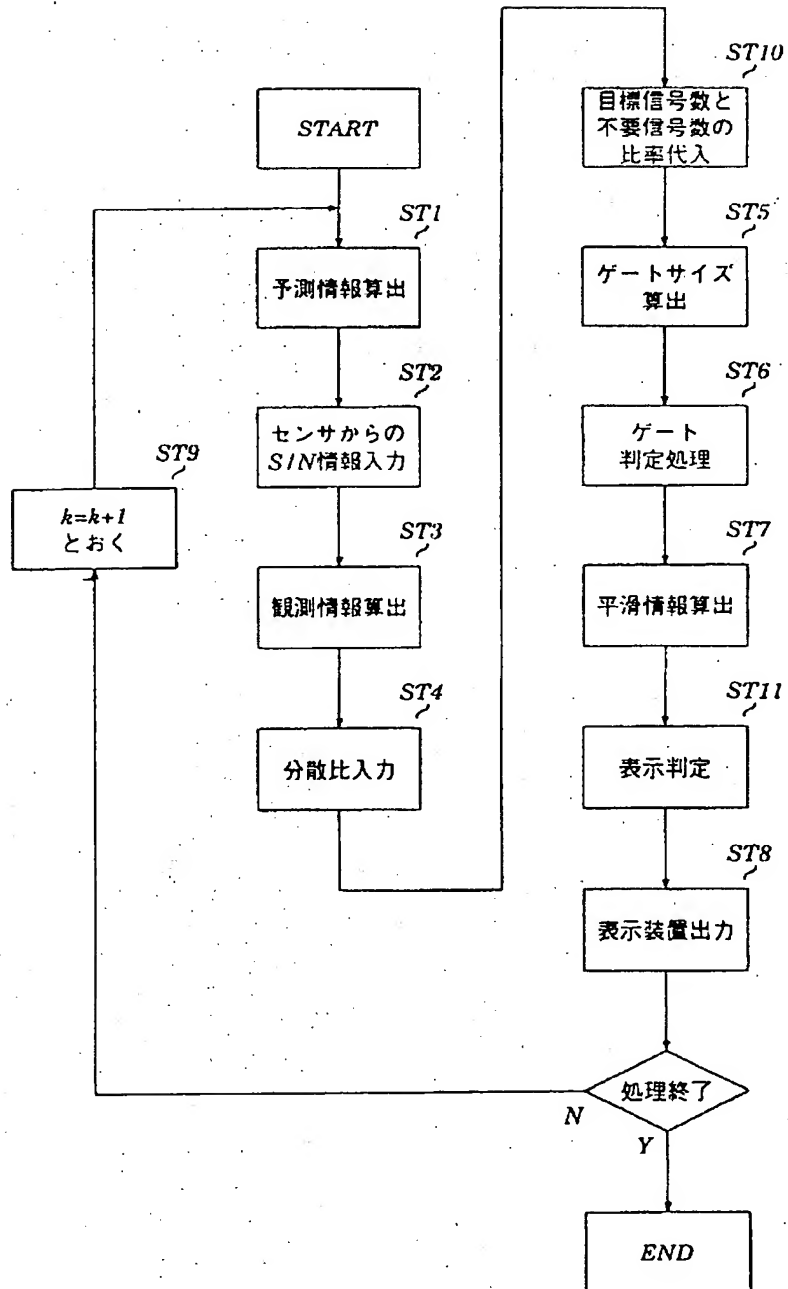 START
ST1
予測情報算出
ST2
センサからの
S/N情報入力
ST3
観測情報算出
ST4
分散比入力
ST10
目標信号数と
不要信号数の
比率代入
ST5
ゲートサイズ
算出
ST6
ゲート
判定処理
ST7
平滑情報算出
ST11
表示判定
ST8
表示装置出力
処理終了
N
Y
ST9
k=k+1
とおく
END